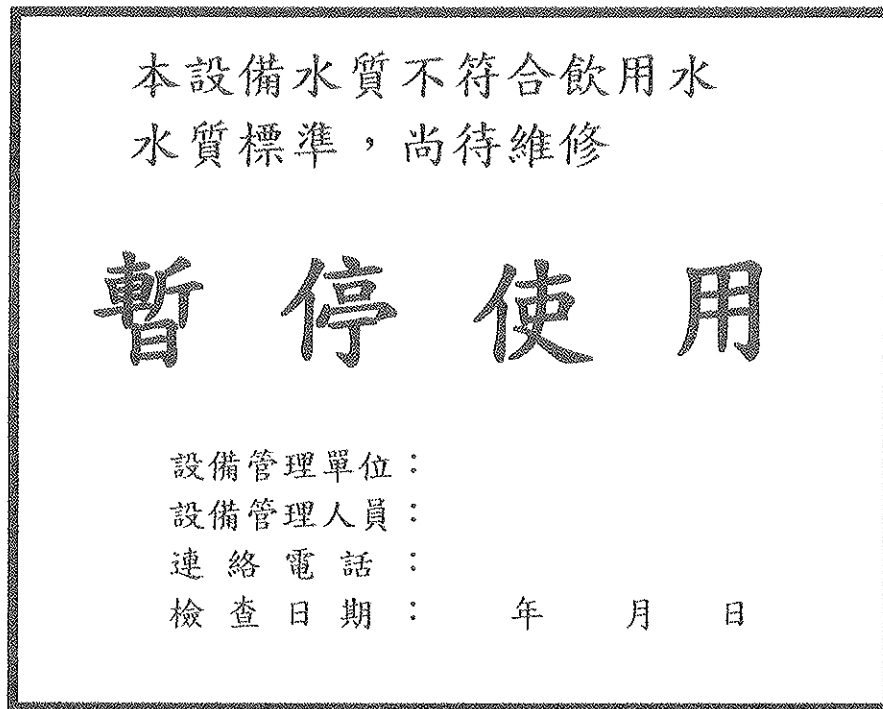 本設備水質不符合飲用水
水質標準，尚待維修
暫停使用
設備管理單位：
設備管理人員：
連絡電話：
檢查日期：　年　月　日